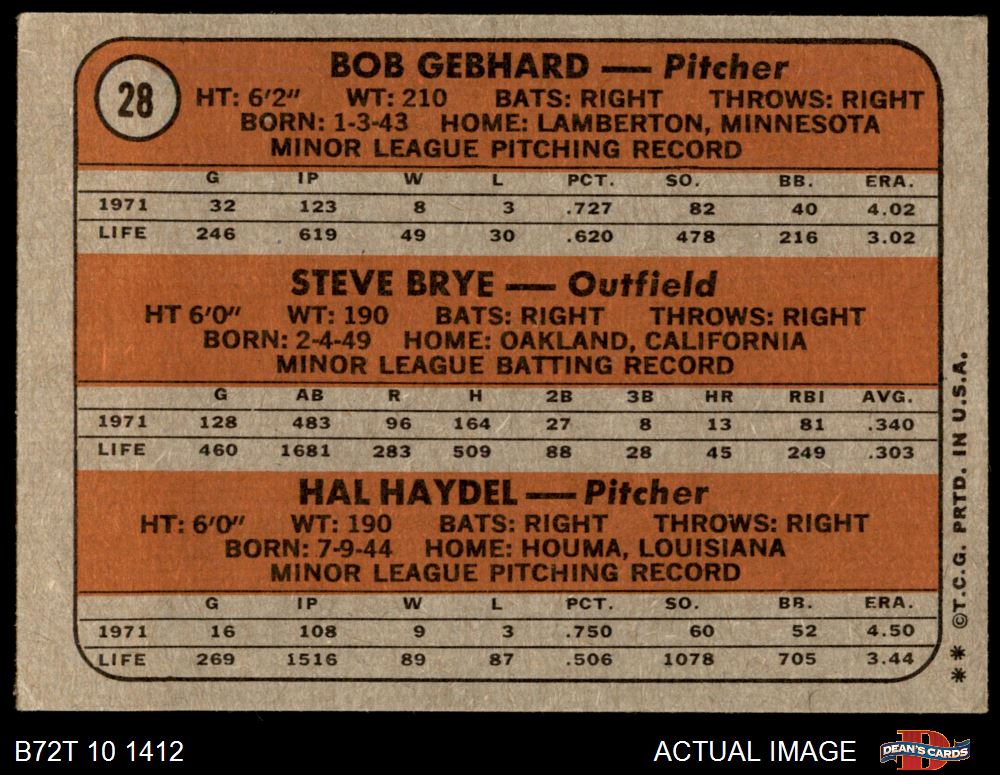 28
BOB GEBHARD — Pitcher
HT: 6'2" WT: 210 BATS: RIGHT THROWS: RIGHT
BORN: 1-3-43 HOME: LAMBERTON, MINNESOTA
MINOR LEAGUE PITCHING RECORD
G IP W L PCT. SO. BB. ERA.
1971 32 123 8 3 .727 82 40 4.02
LIFE 246 619 49 30 .620 478 216 3.02
STEVE BRYE — Outfield
HT 6'0" WT: 190 BATS: RIGHT THROWS: RIGHT
BORN: 2-4-49 HOME: OAKLAND, CALIFORNIA
MINOR LEAGUE BATTING RECORD
G AB R H 2B 3B HR RBI AVG.
1971 128 483 96 164 27 8 13 81 .340
LIFE 460 1681 283 509 88 28 45 249 .303
HAL HAYDEL — Pitcher
HT: 6'0" WT: 190 BATS: RIGHT THROWS: RIGHT
BORN: 7-9-44 HOME: HOUMA, LOUISIANA
MINOR LEAGUE PITCHING RECORD
G IP W L PCT. SO. BB. ERA.
1971 16 108 9 3 .750 60 52 4.50
LIFE 269 1516 89 87 .506 1078 705 3.44
** ©T.C.G. PRTD. IN U.S.A.
B72T 10 1412
ACTUAL IMAGE
D
DEAN'S CARDS